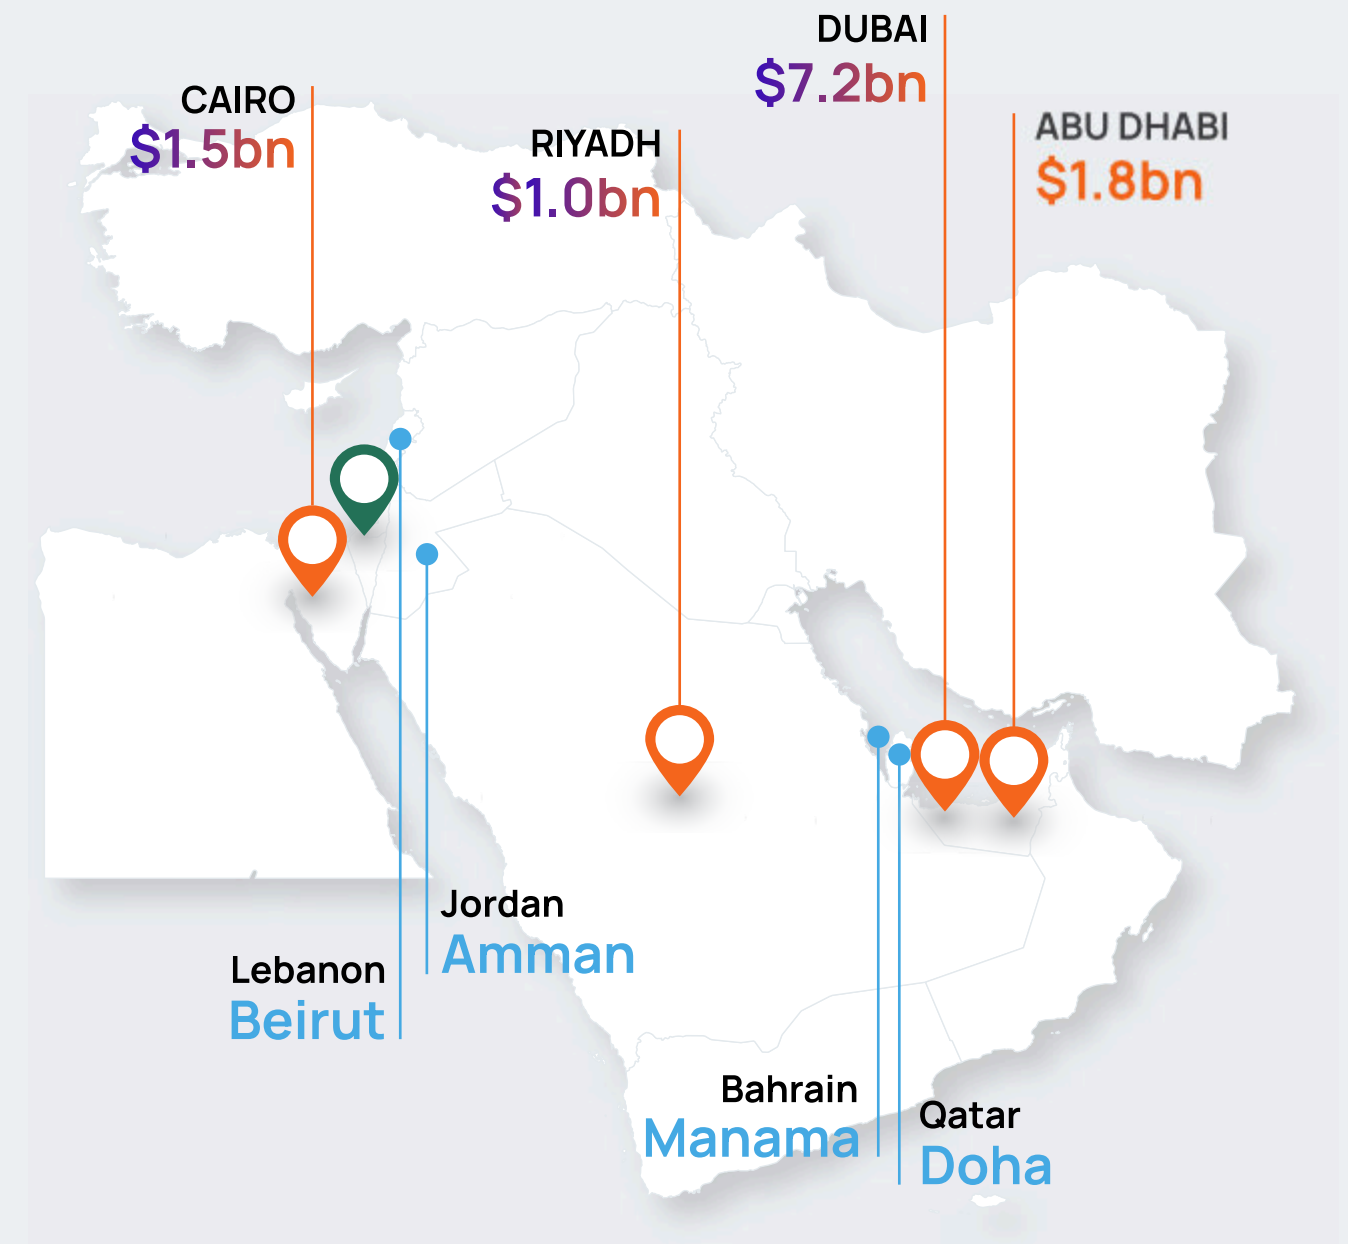 DUBAI
$7.2bn
CAIRO
$1.5bn
RIYADH
$1.0bn
ABU DHABI
$1.8bn
Jordan
Amman
Lebanon
Beirut
Bahrain
Manama
Qatar
Doha